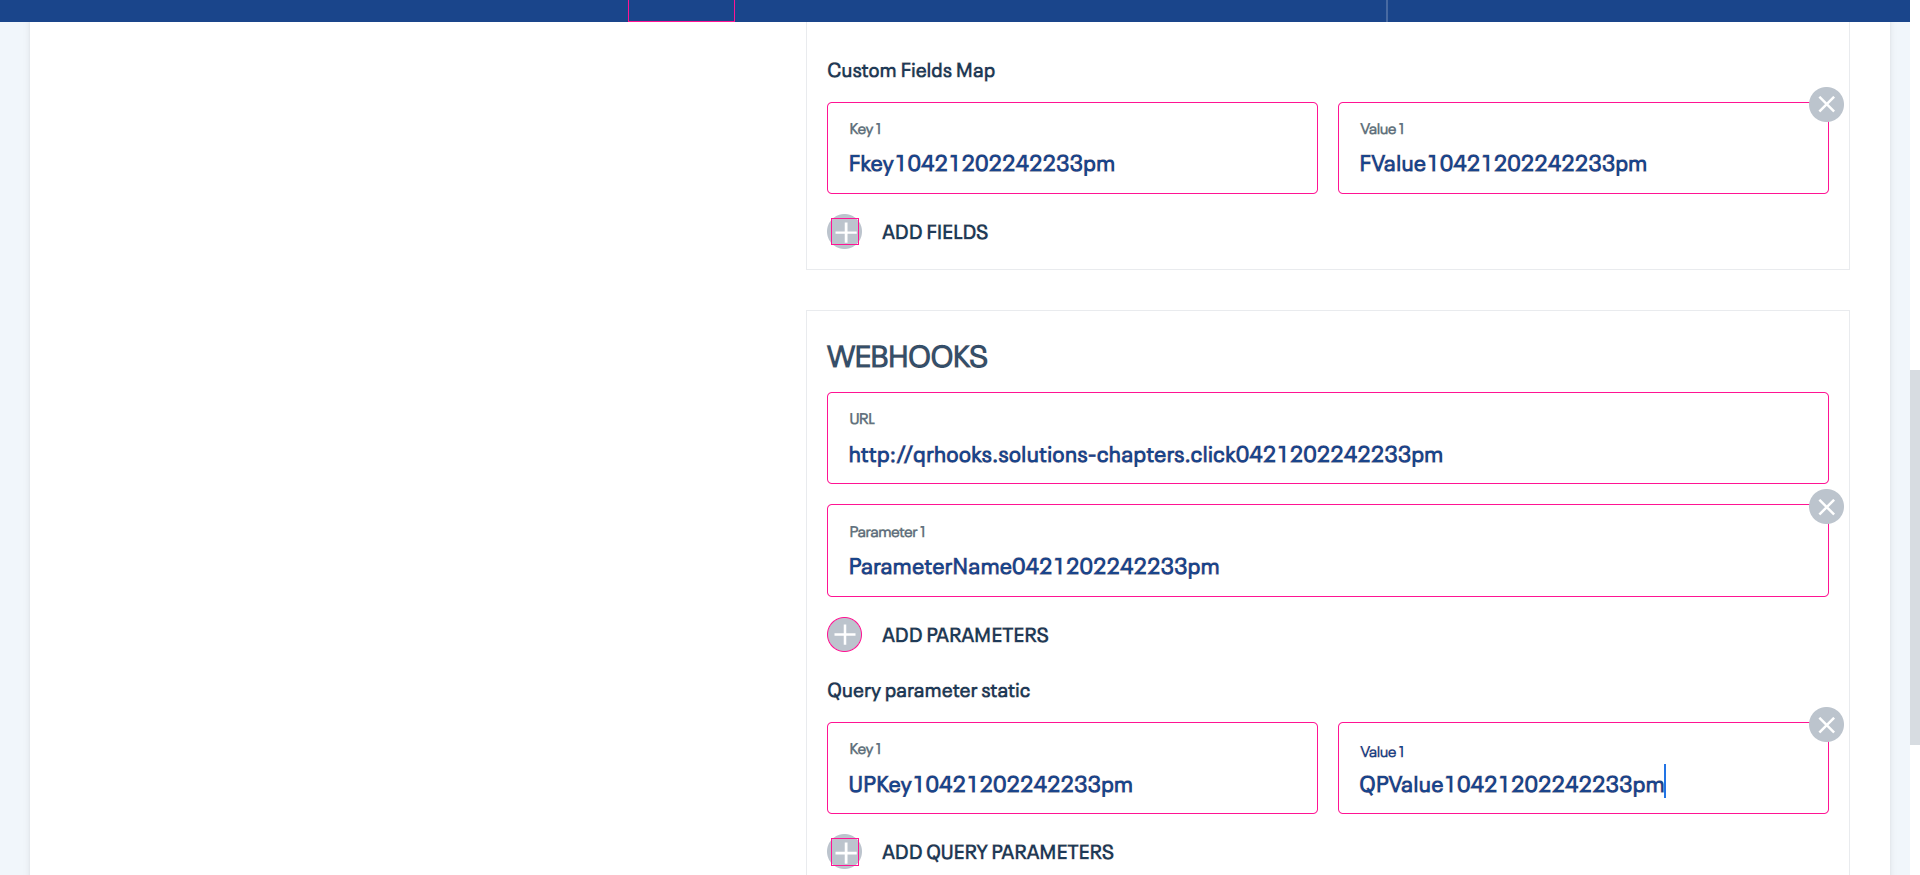 Custom Fields Map
Key 1 Value 1
Fkey10421202242233pm FValue10421202242233pm
ADD FIELDS
WEBHOOKS
URL
http://qrhooks.solutions-chapters.click0421202242233pm
Parameter 1
ParameterName0421202242233pm
ADD PARAMETERS
Query parameter static
Key 1 Value 1
UPKey10421202242233pm QPValue10421202242233pm
ADD QUERY PARAMETERS